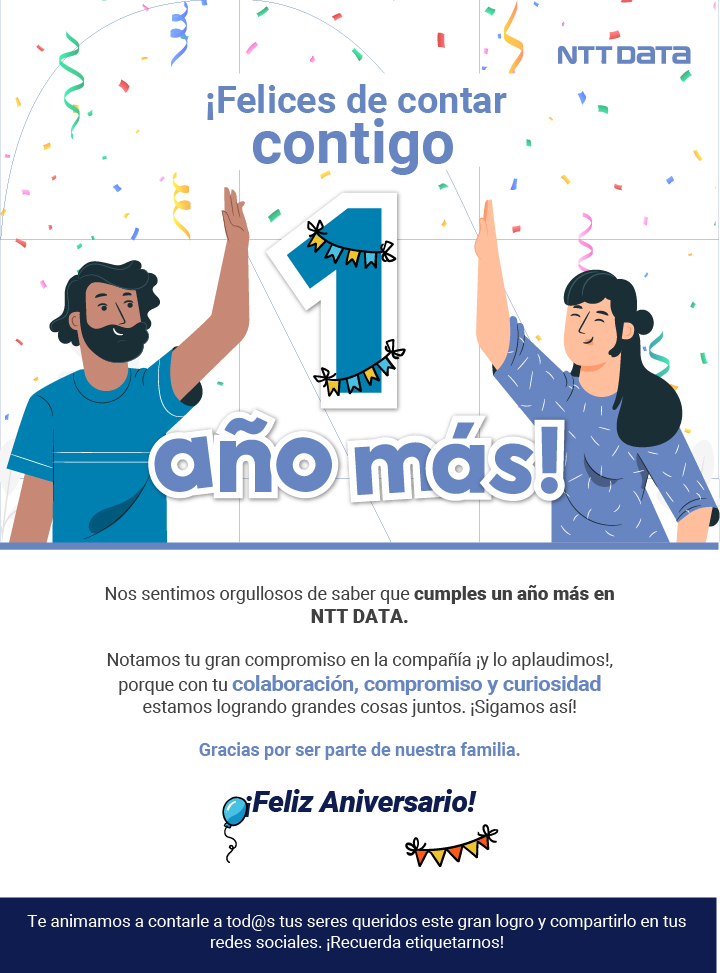 NTT DATA
¡Felices de contar
contigo
1
año más!
Nos sentimos orgullosos de saber que cumples un año más en
NTT DATA.
Notamos tu gran compromiso en la compañía ¡y lo aplaudimos!,
porque con tu colaboración, compromiso y curiosidad
estamos logrando grandes cosas juntos. ¡Sigamos así!
Gracias por ser parte de nuestra familia.
¡Feliz Aniversario!
Te animamos a contarle a tod@s tus seres queridos este gran logro y compartirlo en tus
redes sociales. ¡Recuerda etiquetarnos!